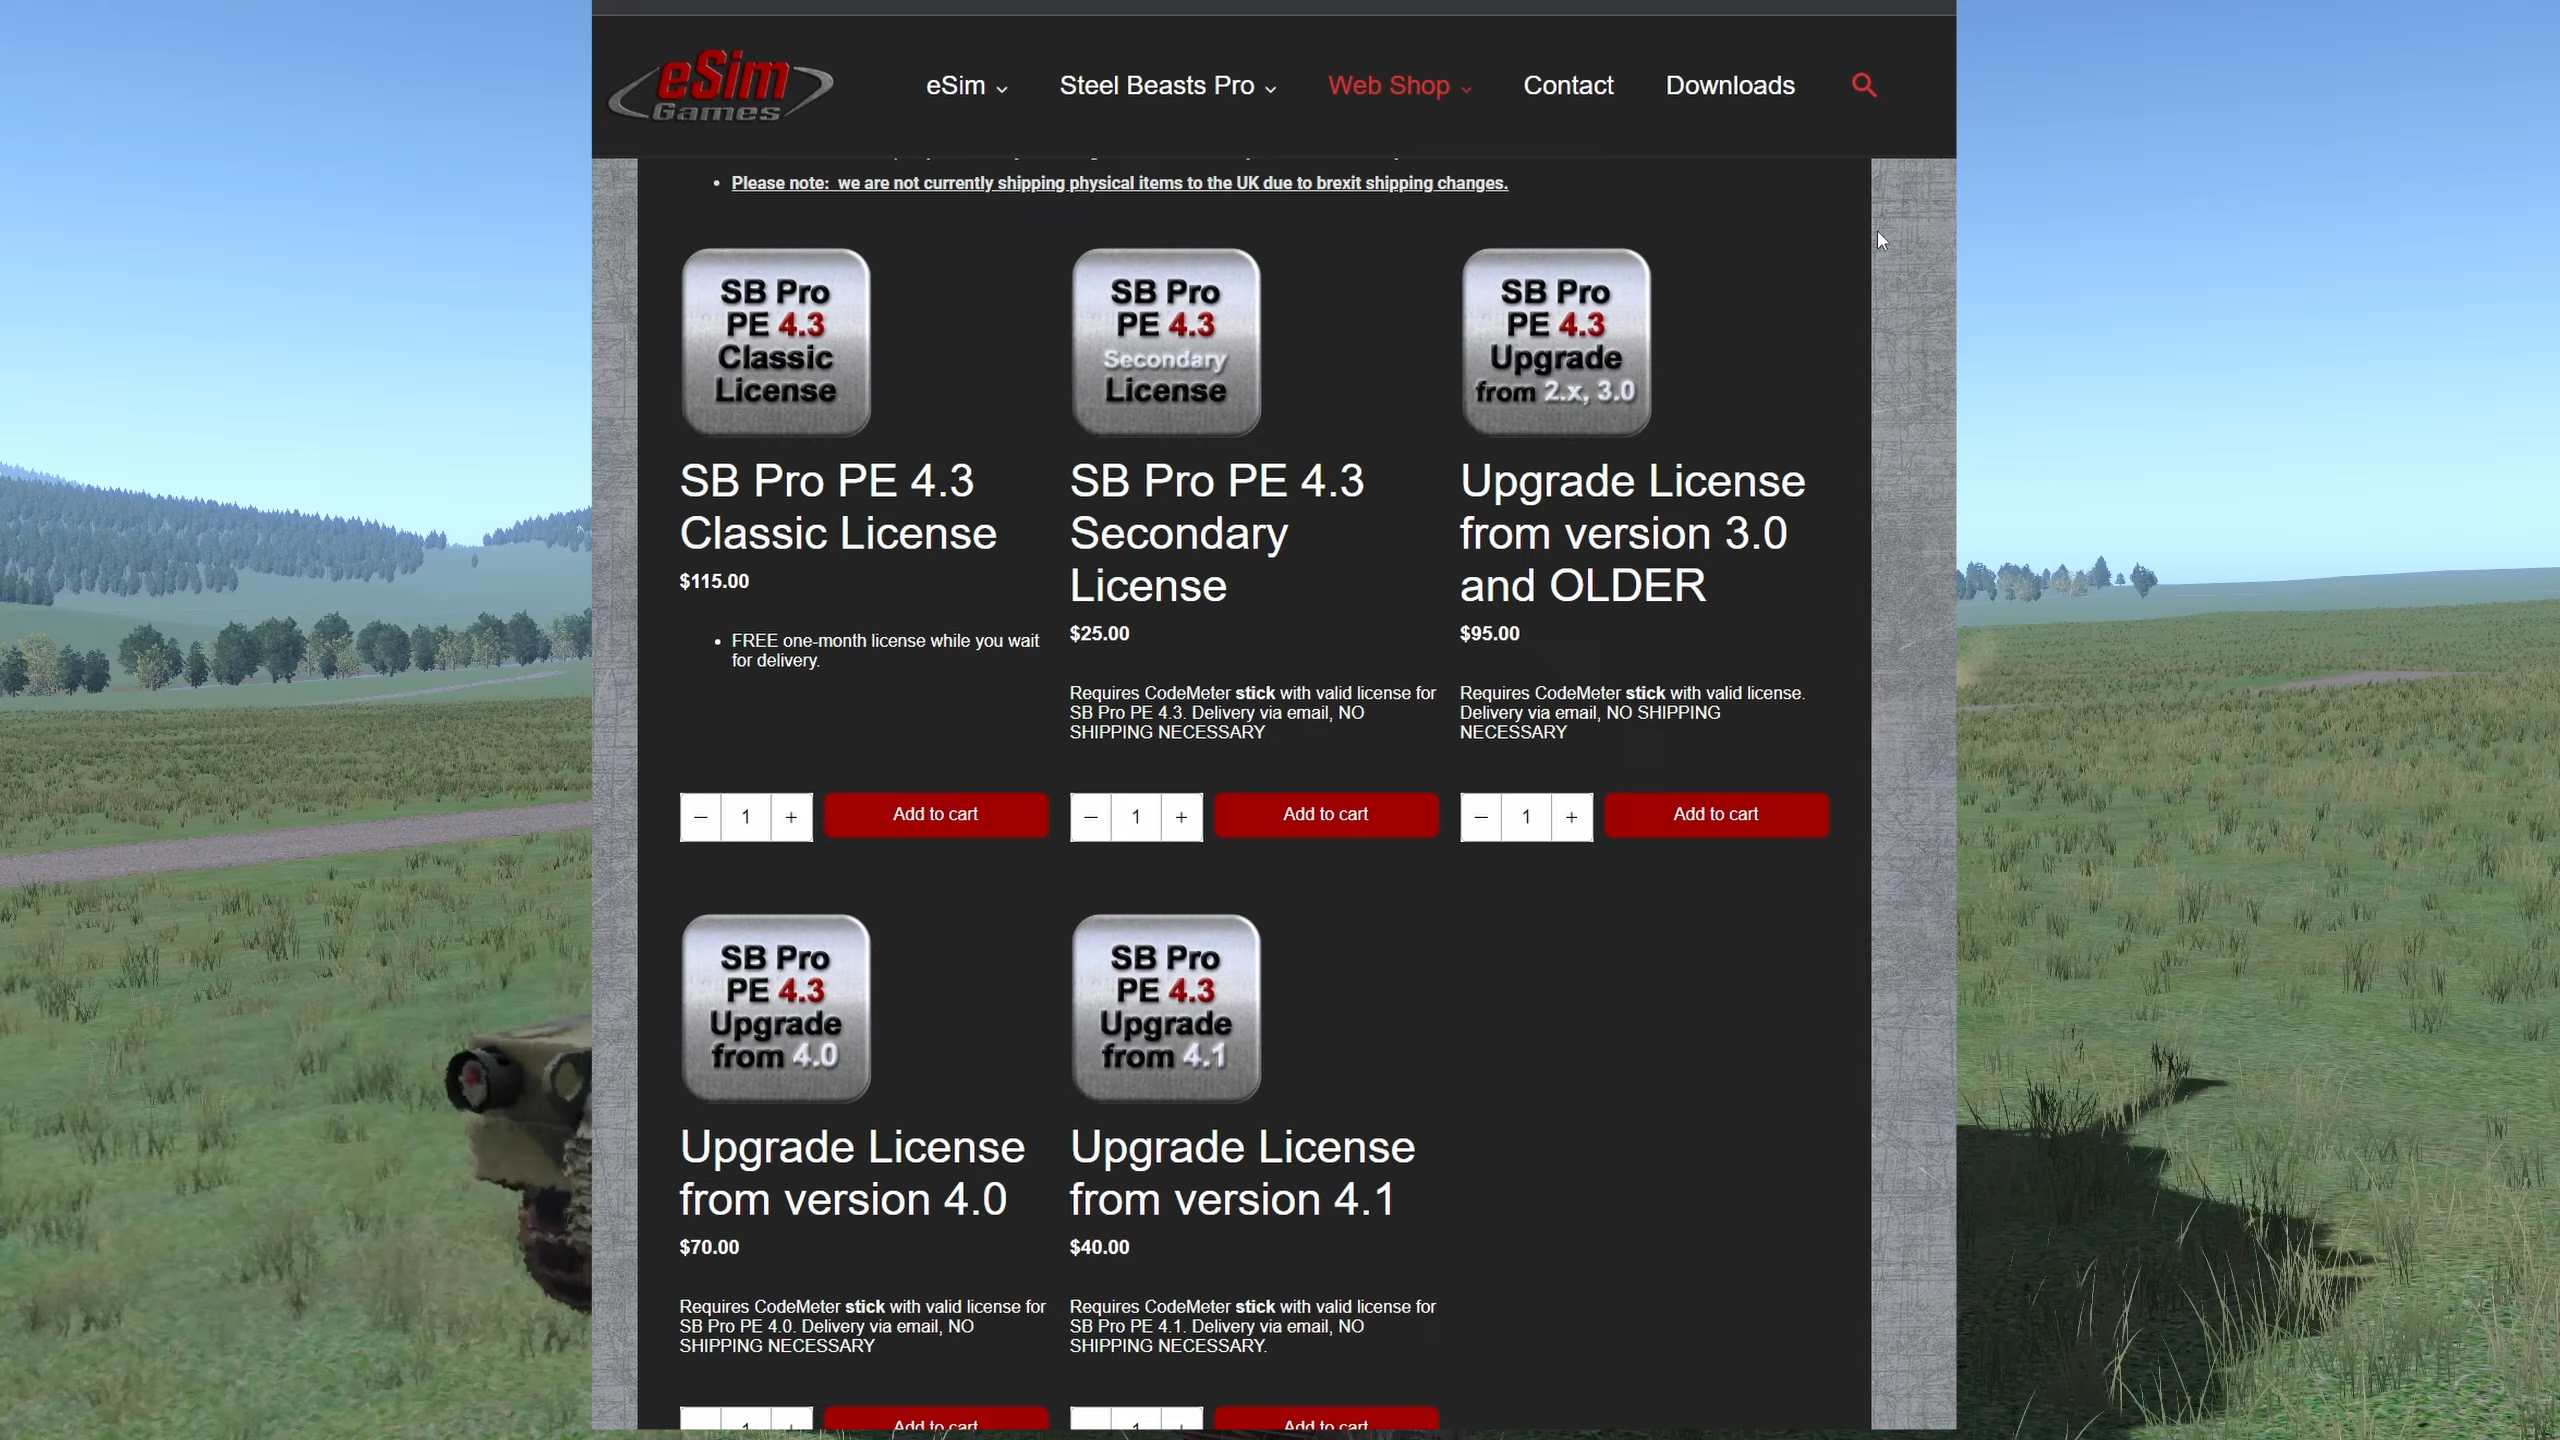 eSim
Games
eSim
Steel Beasts Pro
Web Shop
Contact
Downloads
• Please note:  we are not currently shipping physical items to the UK due to brexit shipping changes.
SB Pro
PE 4.3
Classic
License
SB Pro PE 4.3
Classic License
$115.00
• FREE one-month license while you wait
for delivery.
– 1 +
Add to cart
SB Pro
PE 4.3
Secondary
License
SB Pro PE 4.3
Secondary
License
$25.00
Requires CodeMeter stick with valid license for
SB Pro PE 4.3. Delivery via email, NO
SHIPPING NECESSARY
– 1 +
Add to cart
SB Pro
PE 4.3
Upgrade
from 2.x, 3.0
Upgrade License
from version 3.0
and OLDER
$95.00
Requires CodeMeter stick with valid license.
Delivery via email, NO SHIPPING
NECESSARY
– 1 +
Add to cart
SB Pro
PE 4.3
Upgrade
from 4.0
Upgrade License
from version 4.0
$70.00
Requires CodeMeter stick with valid license for
SB Pro PE 4.0. Delivery via email, NO
SHIPPING NECESSARY
1
Add to cart
SB Pro
PE 4.3
Upgrade
from 4.1
Upgrade License
from version 4.1
$40.00
Requires CodeMeter stick with valid license for
SB Pro PE 4.1. Delivery via email, NO
SHIPPING NECESSARY.
1
Add to cart